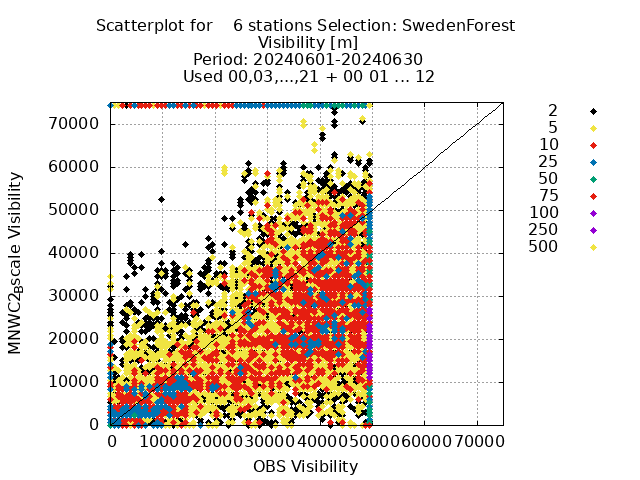 Scatterplot for    6 stations Selection: SwedenForest
Visibility [m]
Period: 20240601-20240630
Used 00,03,...,21 + 00 01 ... 12
70000
60000
50000
40000
30000
20000
10000
0
0 10000 20000 30000 40000 50000 60000 70000
OBS Visibility
MNWC2Bscale Visibility
2
5
10
25
50
75
100
250
500